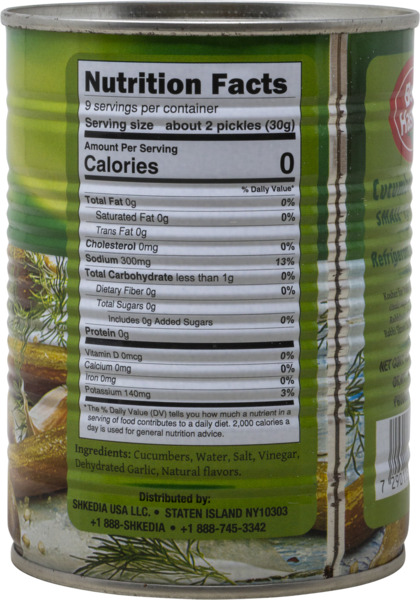 Nutrition Facts
9 servings per container
Serving size about 2 pickles (30g)
Amount Per Serving
Calories 0
% Daily Value*
Total Fat 0g 0%
Saturated Fat 0g 0%
Trans Fat 0g
Cholesterol 0mg 0%
Sodium 300mg 13%
Total Carbohydrate less than 1g 0%
Dietary Fiber 0g 0%
Total Sugars 0g
Includes 0g Added Sugars 0%
Protein 0g
Vitamin D 0mcg 0%
Calcium 0mg 0%
Iron 0mg 0%
Potassium 140mg 3%
*The % Daily Value (DV) tells you how much a nutrient in a
serving of food contributes to a daily diet. 2,000 calories a
day is used for general nutrition advice.
Ingredients: Cucumbers, Water, Salt, Vinegar,
Dehydrated Garlic, Natural flavors.
Distributed by:
SHKEDIA USA LLC. • STATEN ISLAND NY10303
+1 888-SHKEDIA • +1 888-745-3342